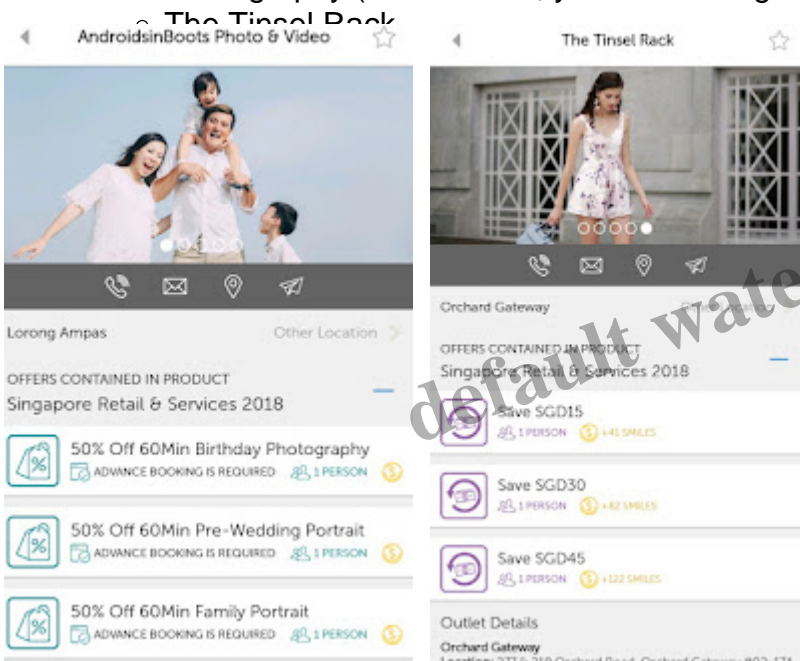 The Tinsel Rack
AndroidsinBoots Photo & Video
Lorong Ampas
Other Location
OFFERS CONTAINED IN PRODUCT
Singapore Retail & Services 2018
50% Off 60Min Birthday Photography
ADVANCE BOOKING IS REQUIRED 1 PERSON
50% Off 60Min Pre-Wedding Portrait
ADVANCE BOOKING IS REQUIRED 1 PERSON
50% Off 60Min Family Portrait
ADVANCE BOOKING IS REQUIRED 1 PERSON
The Tinsel Rack
Orchard Gateway
OFFERS CONTAINED IN PRODUCT
Singapore Retail & Services 2018
Save SGD15
1 PERSON +41 SMILES
Save SGD30
1 PERSON +82 SMILES
Save SGD45
1 PERSON +122 SMILES
Outlet Details
Orchard Gateway
default